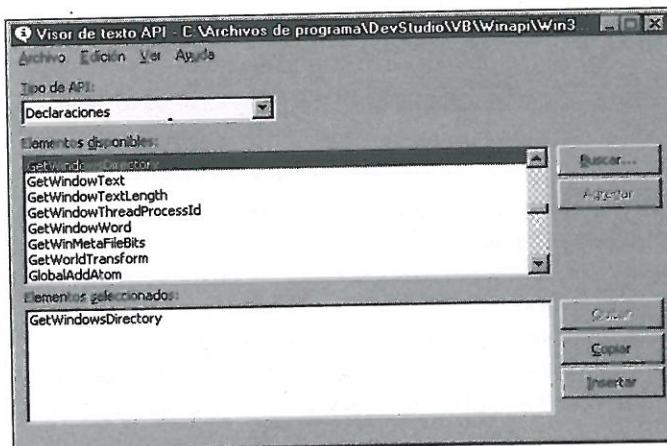 Visor de texto API - C:\Archivos de programa\DevStudio\VB\Winapi\Win3...
Archivo Edición Ver Ayuda
Tipo de API:
Declaraciones
Elementos disponibles:
GetWindowsDirectory
GetWindowText
GetWindowTextLength
GetWindowThreadProcessId
GetWindowWord
GetWinMetaFileBits
GetWorldTransform
GlobalAddAtom
Buscar...
Agregar
Elementos seleccionados:
GetWindowsDirectory
Quitar
Copiar
Insertar